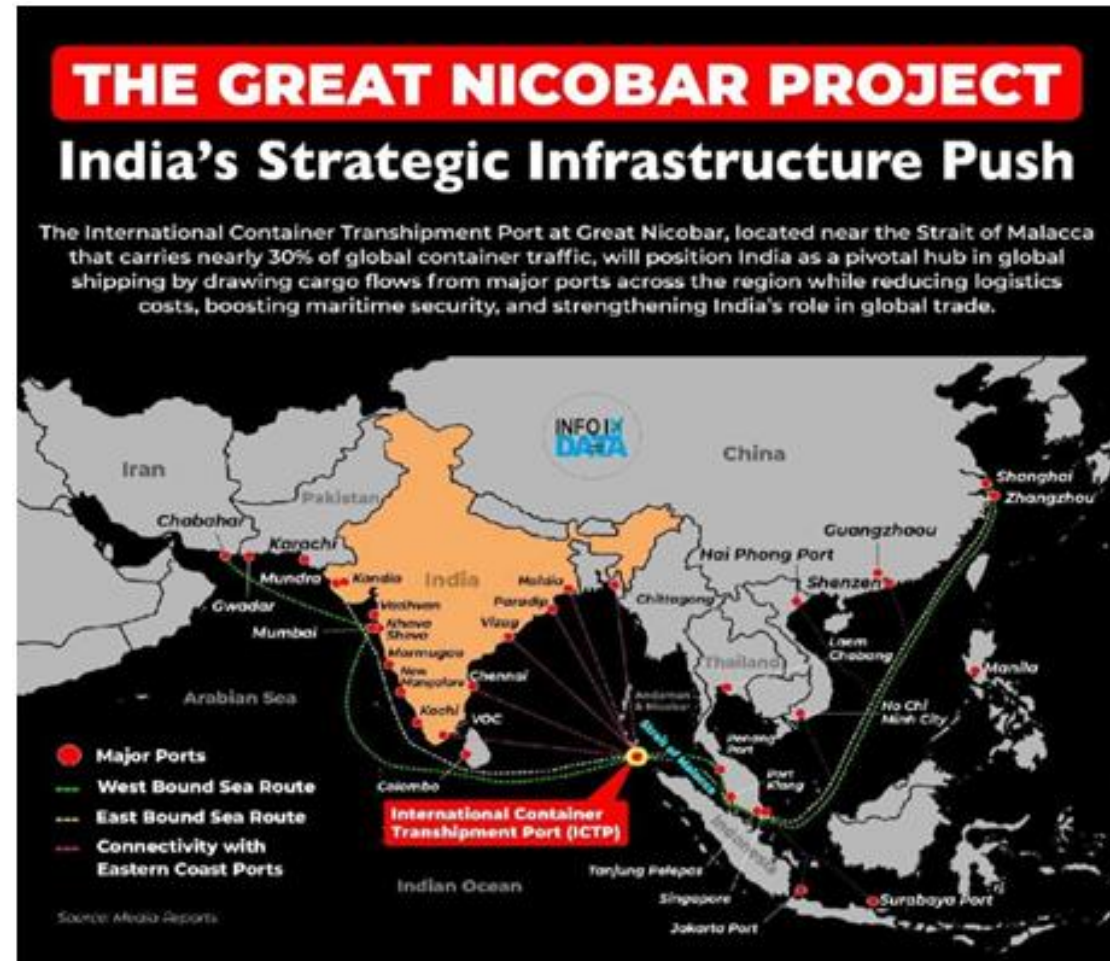 THE GREAT NICOBAR PROJECT
India's Strategic Infrastructure Push
The International Container Transhipment Port at Great Nicobar, located near the Strait of Malacca
that carries nearly 30% of global container traffic, will position India as a pivotal hub in global
shipping by drawing cargo flows from major ports across the region while reducing logistics
costs, boosting maritime security, and strengthening India's role in global trade.
INFO IX
DATA
China
Iran
Pakistan
Shanghai
Zhangzhou
Chabahar
Karachi
Guangzhaou
Hai Phong Port
Mundra
Kandla
India
Haldia
Shenzen
Gwadar
Paradip
Chittagong
Vadhvan
Mumbai
Nhava
Shava
Vizag
Laem
Chabang
Mormugao
Thailand
Manila
New
Mangalore
Chennai
Arabian Sea
Andaman
& Nicobar
Ho Chi
Minh City
Kochi
VOC
Strait of Malacca
Penang
Port
Major Ports
Port
Klang
West Bound Sea Route
Colombo
International Container
Transhipment Port (ICTP)
East Bound Sea Route
Indonesia
Connectivity with
Eastern Coast Ports
Tanjung Pelepas
Indian Ocean
Singapore
Surabaya Port
Source: Media Reports
Jakarta Port